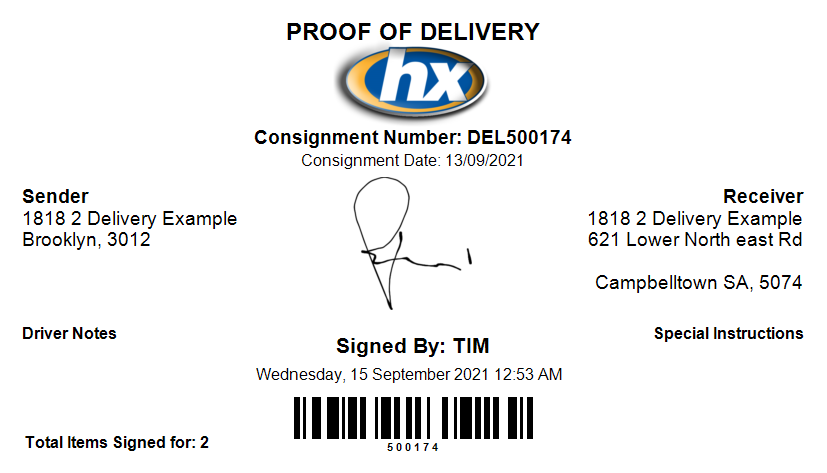 PROOF OF DELIVERY
hx
Consignment Number: DEL500174
Consignment Date: 13/09/2021
Sender
1818 2 Delivery Example
Brooklyn, 3012
Receiver
1818 2 Delivery Example
621 Lower North east Rd
Campbelltown SA, 5074
Driver Notes
Special Instructions
Signed By: TIM
Wednesday, 15 September 2021 12:53 AM
500174
Total Items Signed for: 2